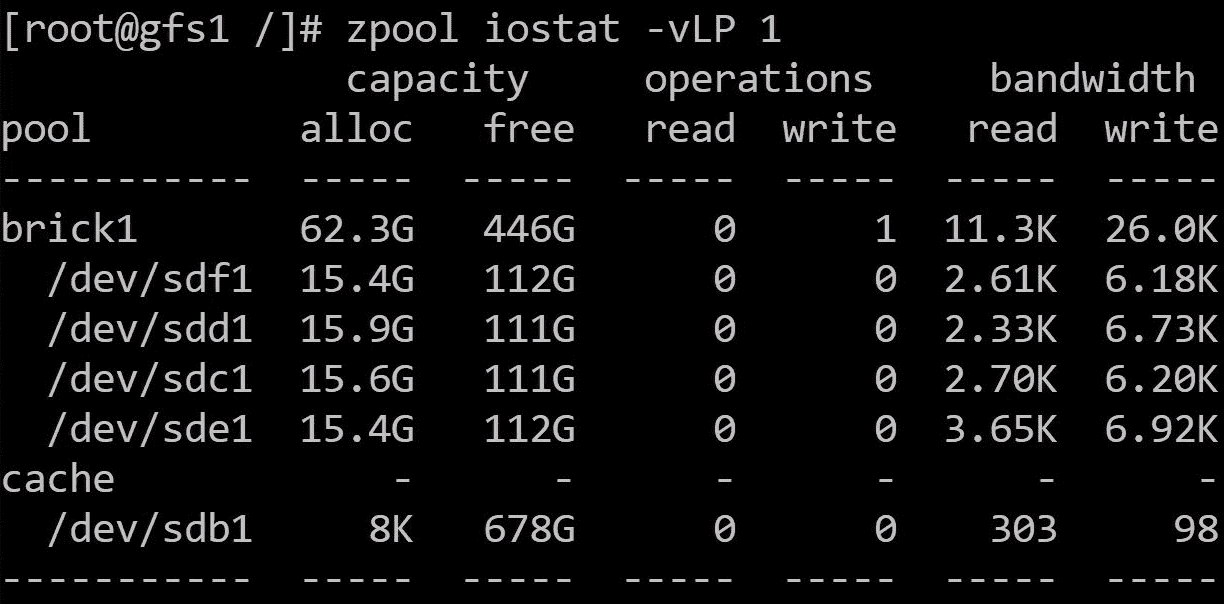 [root@gfs1 /]# zpool iostat -vLP 1
               capacity     operations     bandwidth
pool         alloc   free   read  write   read  write
-----------  -----  -----  -----  -----  -----  -----
brick1       62.3G   446G      0      1  11.3K  26.0K
  /dev/sdf1  15.4G   112G      0      0  2.61K  6.18K
  /dev/sdd1  15.9G   111G      0      0  2.33K  6.73K
  /dev/sdc1  15.6G   111G      0      0  2.70K  6.20K
  /dev/sde1  15.4G   112G      0      0  3.65K  6.92K
cache            -      -      -      -      -      -
  /dev/sdb1     8K   678G      0      0    303     98
-----------  -----  -----  -----  -----  -----  -----